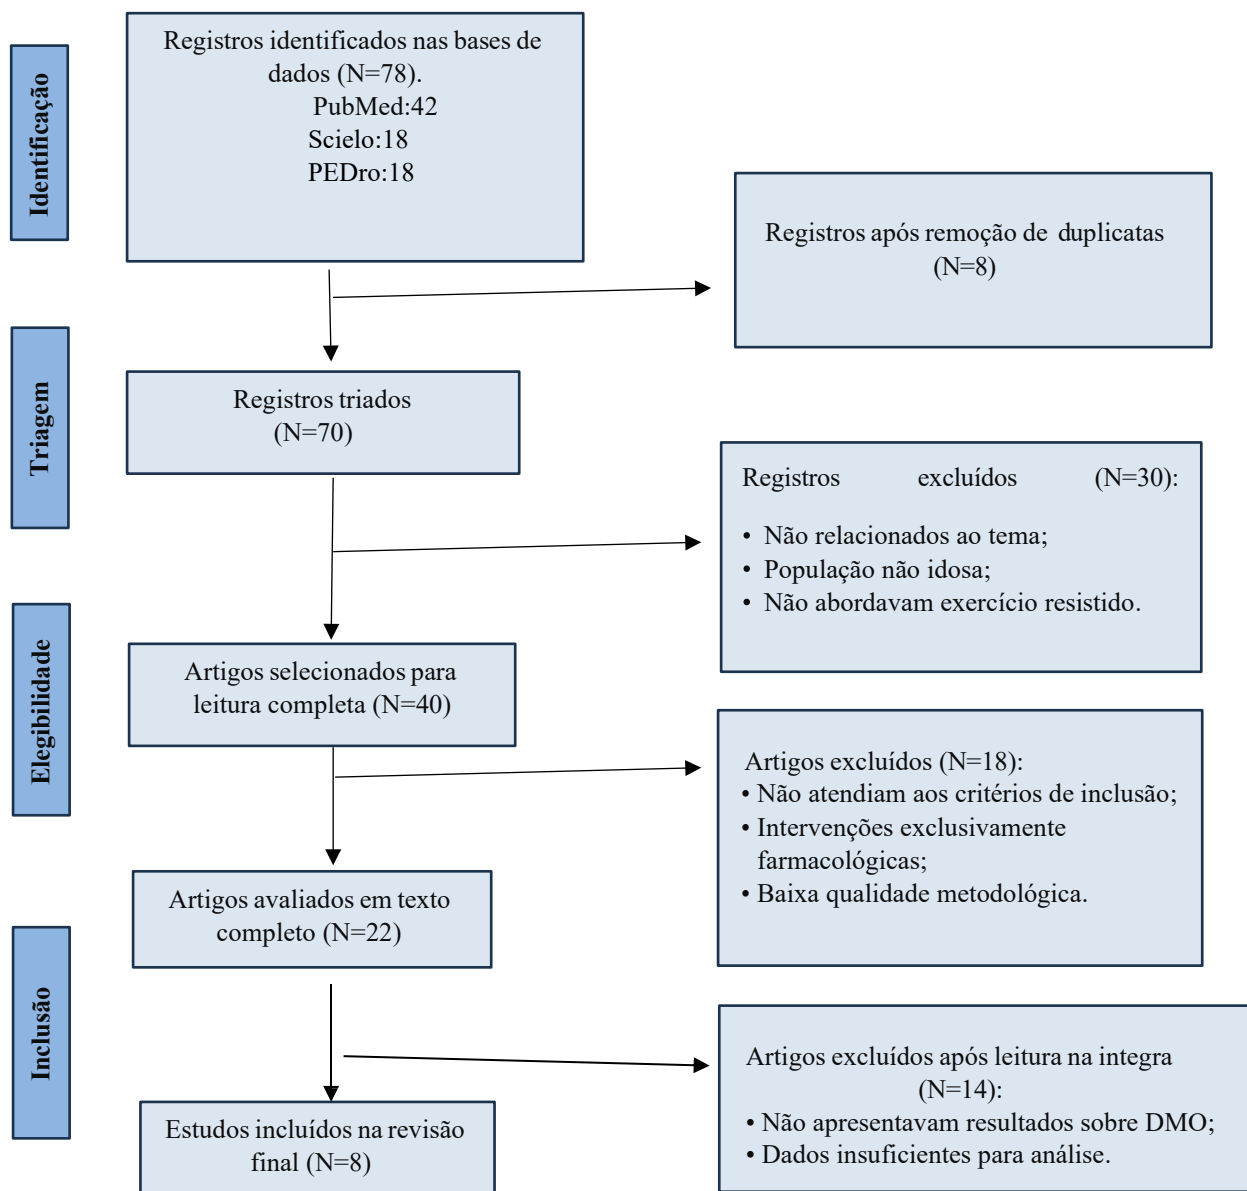 Identificação
Registros identificados nas bases de
dados (N=78).
PubMed:42
Scielo:18
PEDro:18
Registros após remoção de duplicatas
(N=8)
Triagem
Registros triados
(N=70)
Registros excluídos (N=30):
• Não relacionados ao tema;
• População não idosa;
• Não abordavam exercício resistido.
Elegibilidade
Artigos selecionados para
leitura completa (N=40)
Artigos excluídos (N=18):
• Não atendiam aos critérios de inclusão;
• Intervenções exclusivamente
farmacológicas;
• Baixa qualidade metodológica.
Artigos avaliados em texto
completo (N=22)
Inclusão
Artigos excluídos após leitura na integra
(N=14):
• Não apresentavam resultados sobre DMO;
• Dados insuficientes para análise.
Estudos incluídos na revisão
final (N=8)